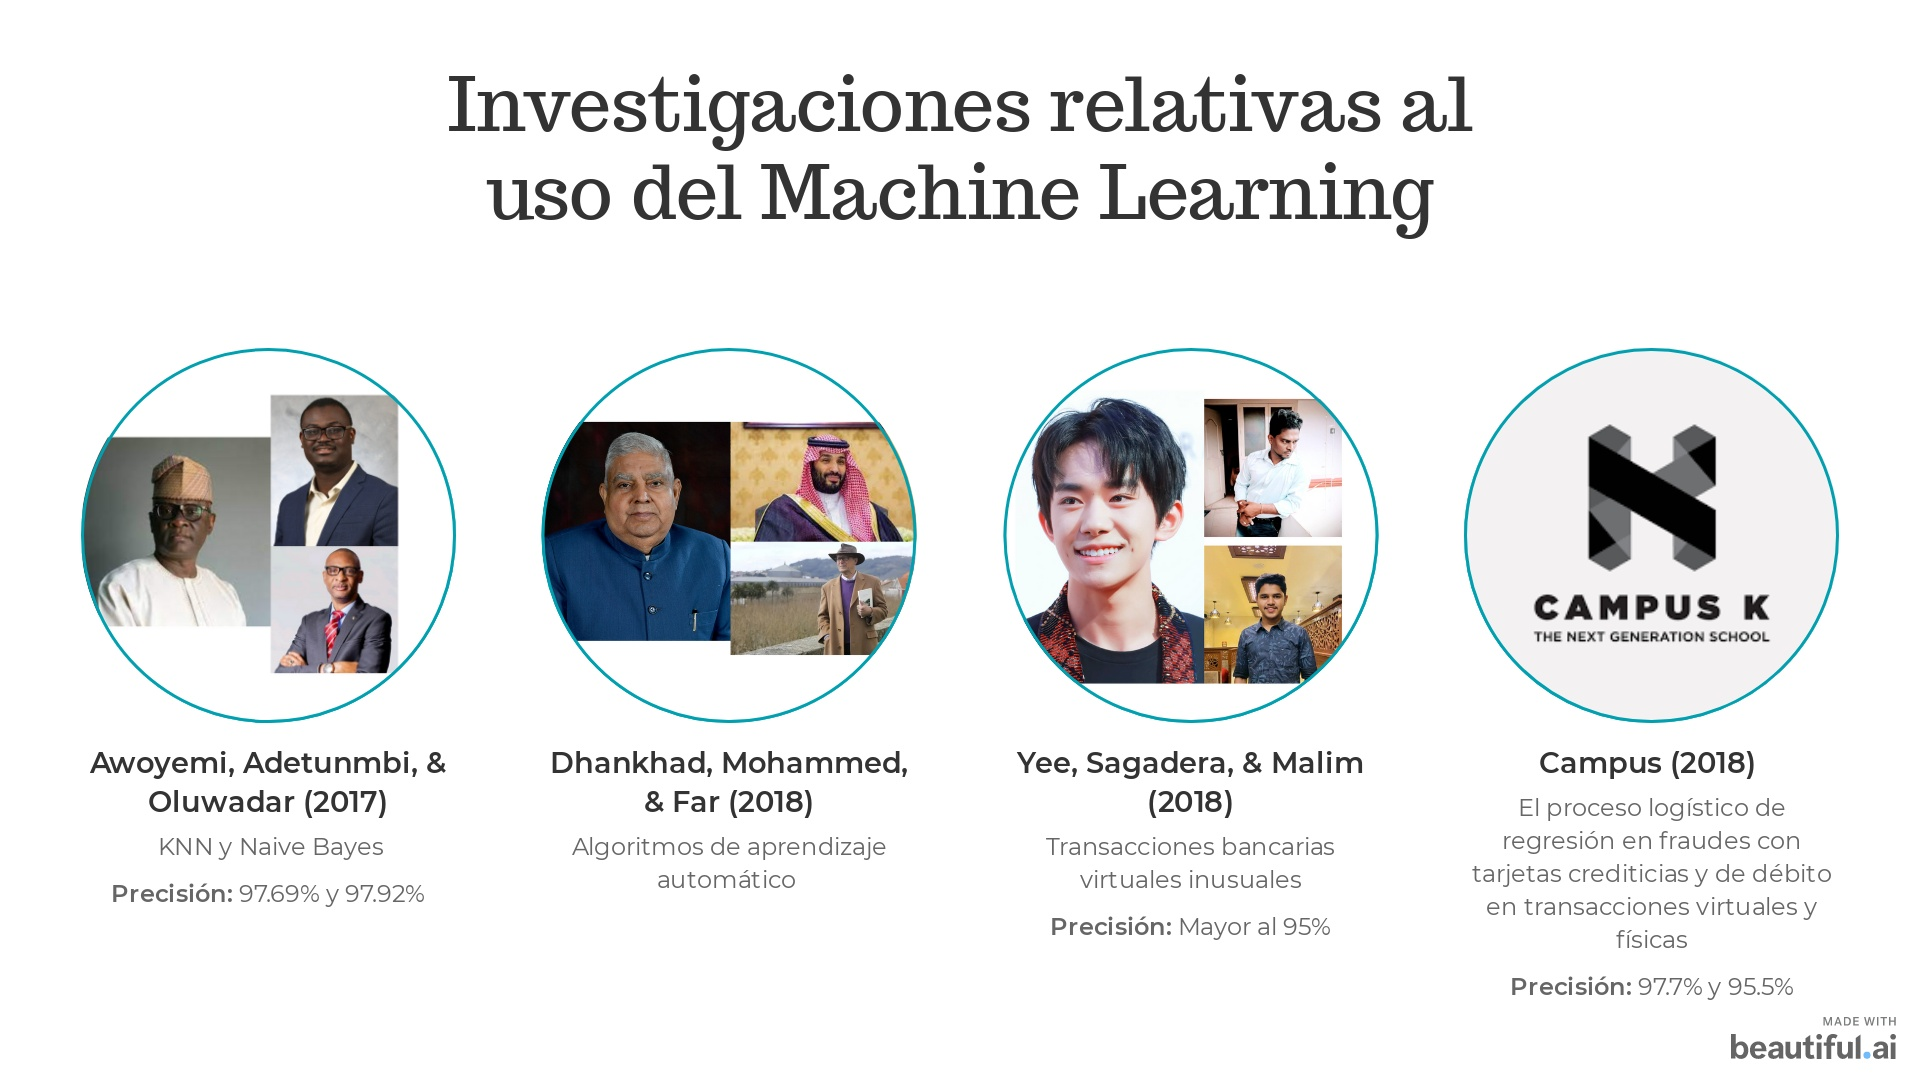 Investigaciones relativas al
uso del Machine Learning
CAMPUS K
THE NEXT GENERATION SCHOOL
Awoyemi, Adetunmbi, &
Oluwadar (2017)
KNN y Naive Bayes
Precisión: 97.69% y 97.92%
Dhankhad, Mohammed,
& Far (2018)
Algoritmos de aprendizaje
automático
Yee, Sagadera, & Malim
(2018)
Transacciones bancarias
virtuales inusuales
Precisión: Mayor al 95%
Campus (2018)
El proceso logístico de
regresión en fraudes con
tarjetas crediticias y de débito
en transacciones virtuales y
físicas
Precisión: 97.7% y 95.5%
MADE WITH
beautiful.ai